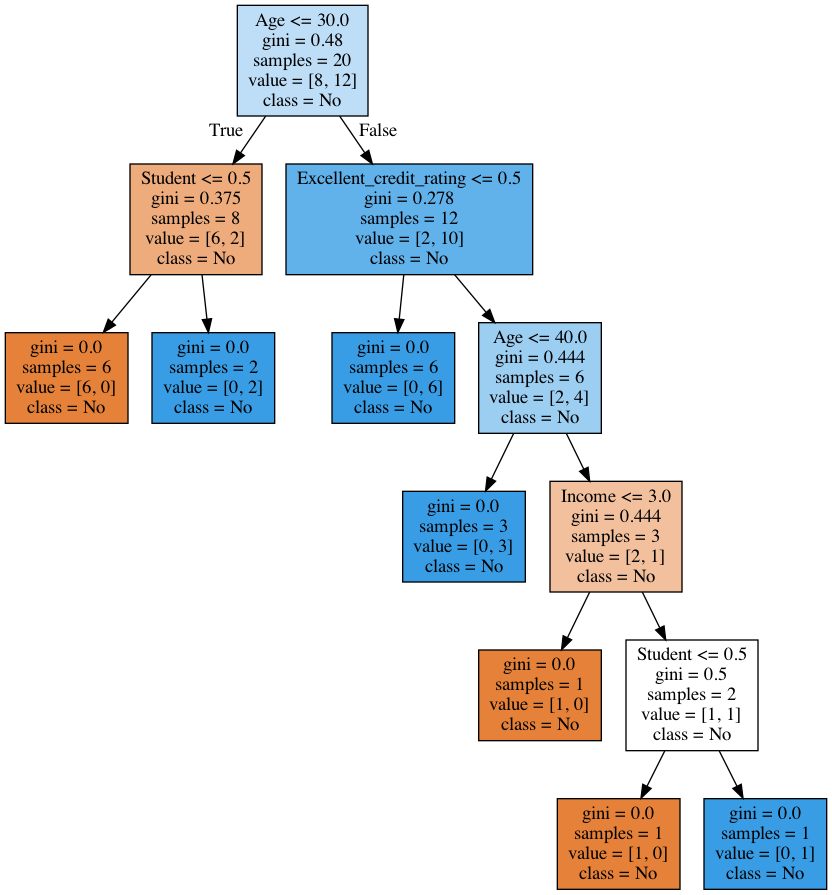 Age <= 30.0
gini = 0.48
samples = 20
value = [8, 12]
class = No
True
False
Student <= 0.5
gini = 0.375
samples = 8
value = [6, 2]
class = No
Excellent_credit_rating <= 0.5
gini = 0.278
samples = 12
value = [2, 10]
class = No
gini = 0.0
samples = 6
value = [6, 0]
class = No
gini = 0.0
samples = 2
value = [0, 2]
class = No
gini = 0.0
samples = 6
value = [0, 6]
class = No
Age <= 40.0
gini = 0.444
samples = 6
value = [2, 4]
class = No
gini = 0.0
samples = 3
value = [0, 3]
class = No
Income <= 3.0
gini = 0.444
samples = 3
value = [2, 1]
class = No
gini = 0.0
samples = 1
value = [1, 0]
class = No
Student <= 0.5
gini = 0.5
samples = 2
value = [1, 1]
class = No
gini = 0.0
samples = 1
value = [1, 0]
class = No
gini = 0.0
samples = 1
value = [0, 1]
class = No